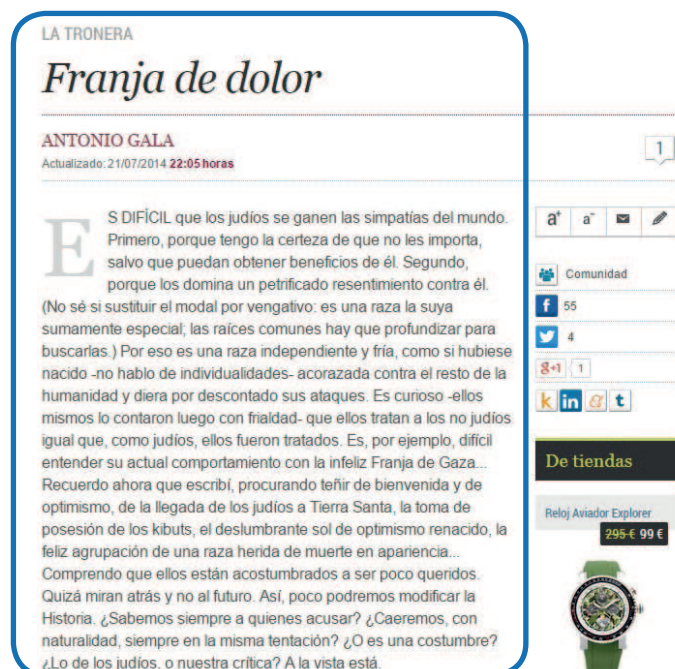 LA TRONERA
Franja de dolor
ANTONIO GALA
Actualizado: 21/07/2014 22:05 horas
1
ES DIFÍCIL que los judíos se ganen las simpatías del mundo.
Primero, porque tengo la certeza de que no les importa,
salvo que puedan obtener beneficios de él. Segundo,
porque los domina un petrificado resentimiento contra él.
(No sé si sustituir el modal por vengativo: es una raza la suya
sumamente especial; las raíces comunes hay que profundizar para
buscarlas.) Por eso es una raza independiente y fría, como si hubiese
nacido -no hablo de individualidades- acorazada contra el resto de la
humanidad y diera por descontado sus ataques. Es curioso -ellos
mismos lo contaron luego con frialdad- que ellos tratan a los no judíos
igual que, como judíos, ellos fueron tratados. Es, por ejemplo, difícil
entender su actual comportamiento con la infeliz Franja de Gaza...
Recuerdo ahora que escribí, procurando teñir de bienvenida y de
optimismo, de la llegada de los judíos a Tierra Santa, la toma de
posesión de los kibuts, el deslumbrante sol de optimismo renacido, la
feliz agrupación de una raza herida de muerte en apariencia...
Comprendo que ellos están acostumbrados a ser poco queridos.
Quizá miran atrás y no al futuro. Así, poco podremos modificar la
Historia. ¿Sabemos siempre a quienes acusar? ¿Caeremos, con
naturalidad, siempre en la misma tentación? ¿O es una costumbre?
¿Lo de los judíos, o nuestra crítica? A la vista está.
a+ a-
Comunidad
f 55
4
g+1 1
k in t
De tiendas
Reloj Aviador Explorer
295 € 99 €